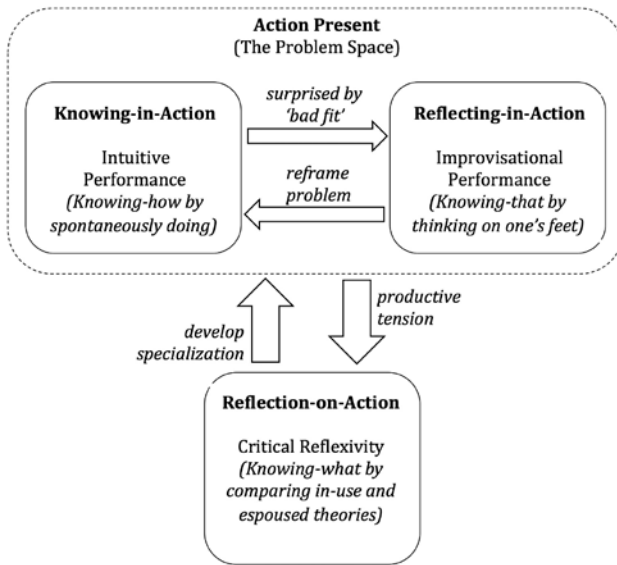 Action Present
(The Problem Space)
Knowing-in-Action
Intuitive
Performance
(Knowing-how by
spontaneously doing)
surprised by
‘bad fit’
reframe
problem
Reflecting-in-Action
Improvisational
Performance
(Knowing-that by
thinking on one’s feet)
develop
specialization
productive
tension
Reflection-on-Action
Critical Reflexivity
(Knowing-what by
comparing in-use and
espoused theories)